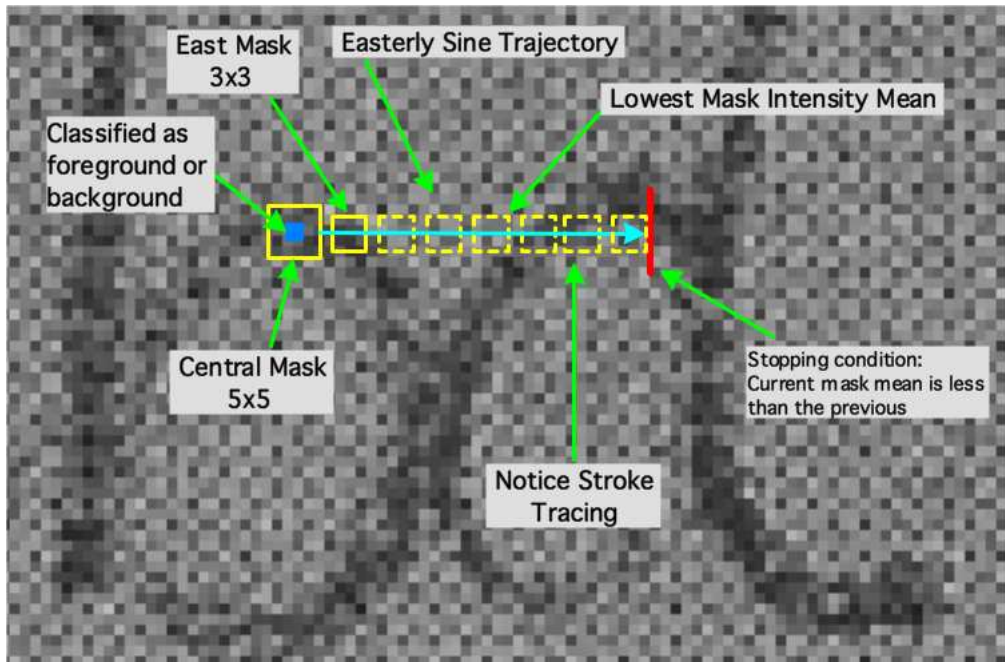 East Mask
3x3
Easterly Sine Trajectory
Lowest Mask Intensity Mean
Classified as
foreground or
background
Central Mask
5x5
Stopping condition:
Current mask mean is less
than the previous
Notice Stroke
Tracing